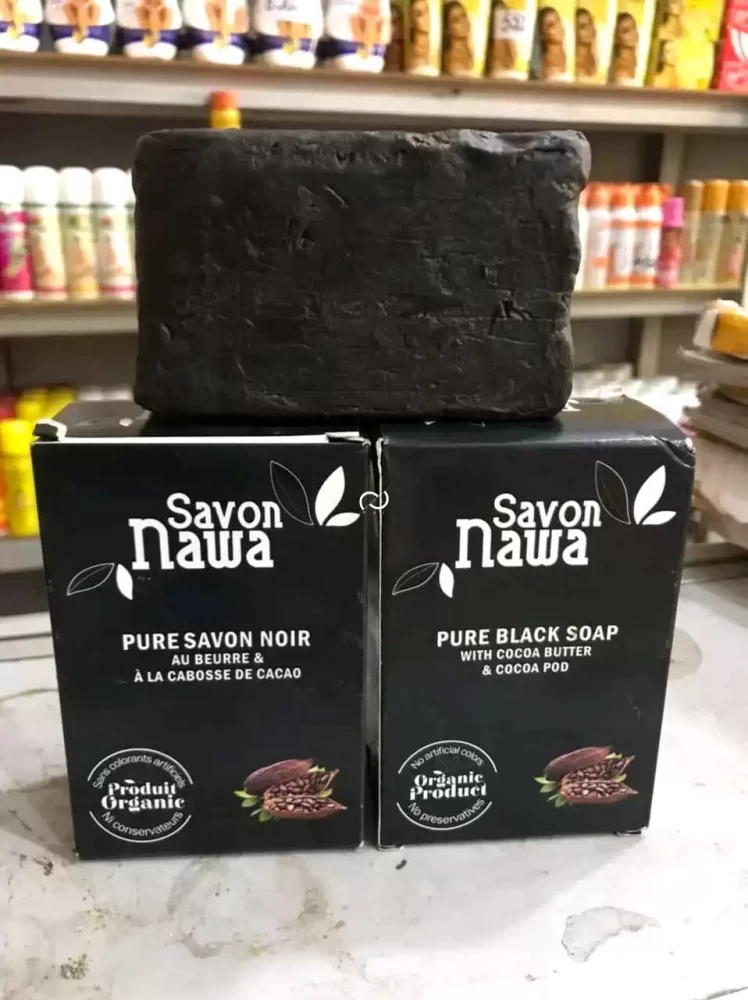 Savon
nawa
PURE SAVON NOIR
AU BEURRE &
À LA CABOSSE DE CACAO
Sans colorants artificiels
Produit
Organic
Ni conservateurs
Savon
nawa
PURE BLACK SOAP
WITH COCOA BUTTER
& COCOA POD
No artificial colors
Organic
Product
No preservatives